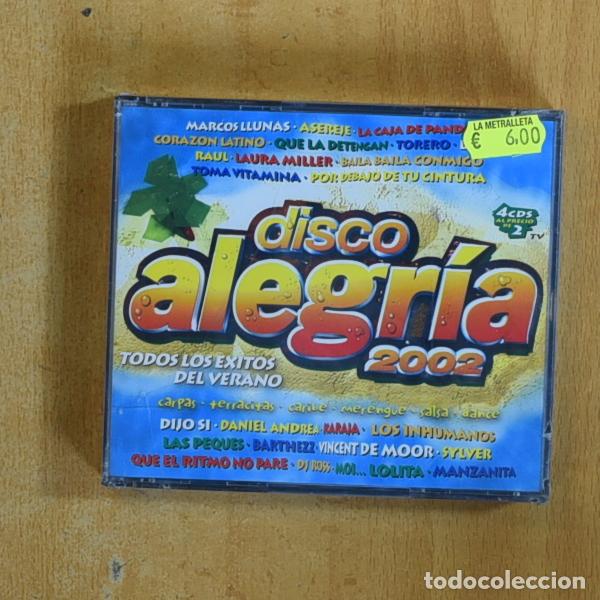 MARCOS LLUNAS · ASEREJE · LA CAJA DE PAND
CORAZON LATINO · QUE LA DETENGAN · TORERO ·
RAUL · LAURA MILLER · BAILA BAILA CONMIGO
TOMA VITAMINA · POR DEBAJO DE TU CINTURA
LA METRALLETA
€ 6.00
4CDS
AL PRECIO
DE 2
TV
disco
alegría
2002
TODOS LOS EXITOS
DEL VERANO
carpas · terracitas · caribe · merengue · salsa · dance
DIJO SI · DANIEL ANDREA · KARAJA · LOS INHUMANOS
LAS PEQUES · BARTHEZZ · VINCENT DE MOOR · SYLVER
QUE EL RITMO NO PARE · DJ ROSS · MOI... LOLITA · MANZANITA
todocoleccion